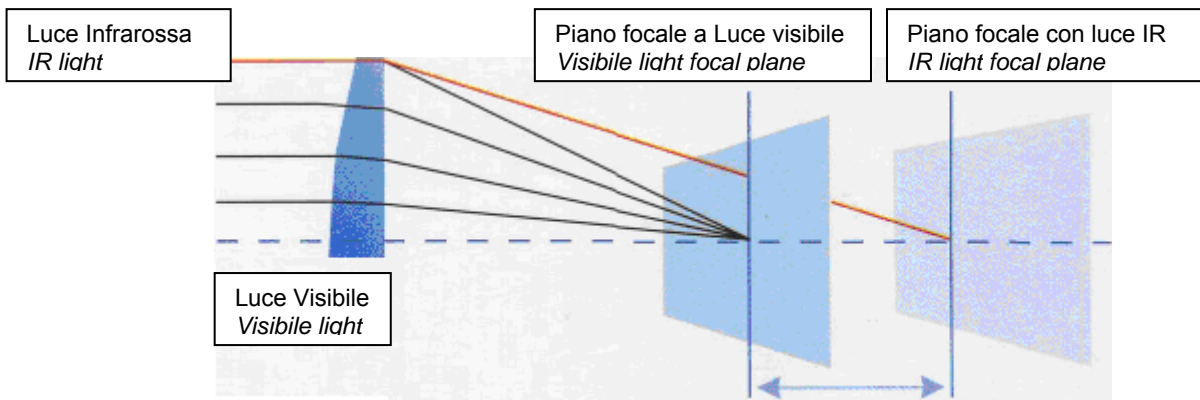 Luce Infrarossa
IR light
Piano focale a Luce visibile
Visibile light focal plane
Piano focale con luce IR
IR light focal plane
Luce Visibile
Visibile light